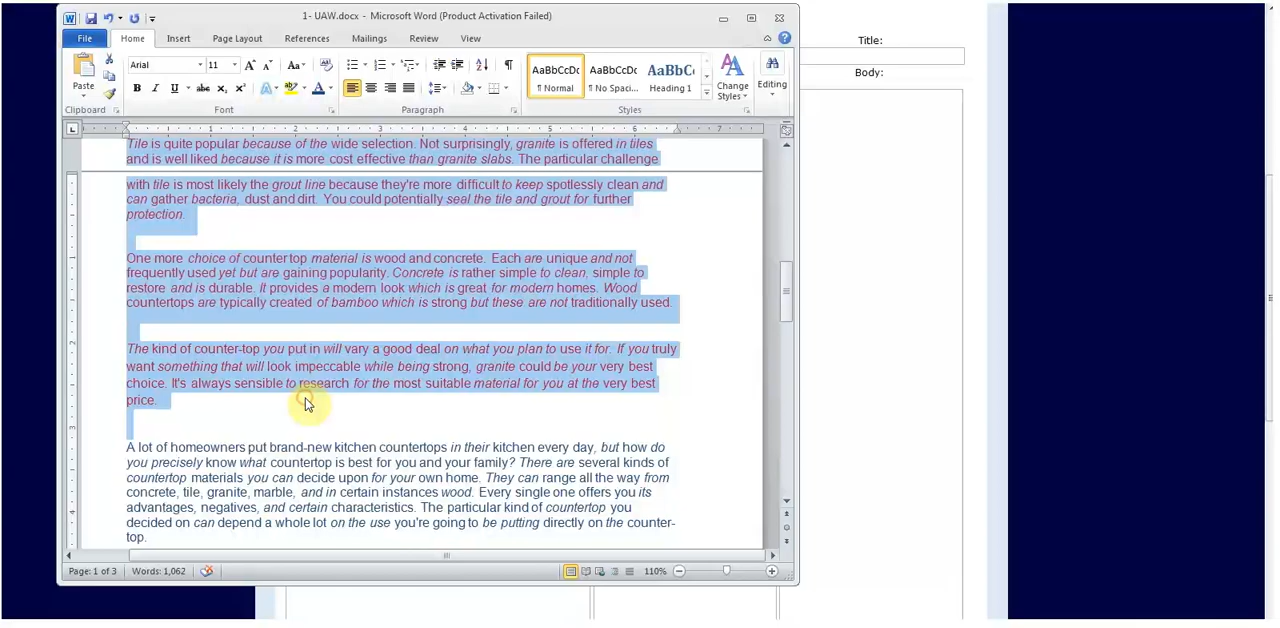 1- UAW.docx - Microsoft Word (Product Activation Failed)
File Home Insert Page Layout References Mailings Review View
Title:
Body:
Paste
Arial 11
AaBbCcDc AaBbCcDc AaBbC
¶ Normal ¶ No Spaci... Heading 1
Change Styles
Editing
Clipboard Font Paragraph Styles
1 2 3 4 5 6 7
Tile is quite popular because of the wide selection. Not surprisingly, granite is offered in tiles
and is well liked because it is more cost effective than granite slabs. The particular challenge
with tile is most likely the grout line because they're more difficult to keep spotlessly clean and
can gather bacteria, dust and dirt. You could potentially seal the tile and grout for further
protection.
One more choice of counter top material is wood and concrete. Each are unique and not
frequently used yet but are gaining popularity. Concrete is rather simple to clean, simple to
restore and is durable. It provides a modern look which is great for modern homes. Wood
countertops are typically created of bamboo which is strong but these are not traditionally used.
The kind of counter-top you put in will vary a good deal on what you plan to use it for. If you truly
want something that will look impeccable while being strong, granite could be your very best
choice. It's always sensible to research for the most suitable material for you at the very best
price.
A lot of homeowners put brand-new kitchen countertops in their kitchen every day, but how do
you precisely know what countertop is best for you and your family? There are several kinds of
countertop materials you can decide upon for your own home. They can range all the way from
concrete, tile, granite, marble, and in certain instances wood. Every single one offers you its
advantages, negatives, and certain characteristics. The particular kind of countertop you
decided on can depend a whole lot on the use you're going to be putting directly on the counter-
top.
Page: 1 of 3 Words: 1,062 110%